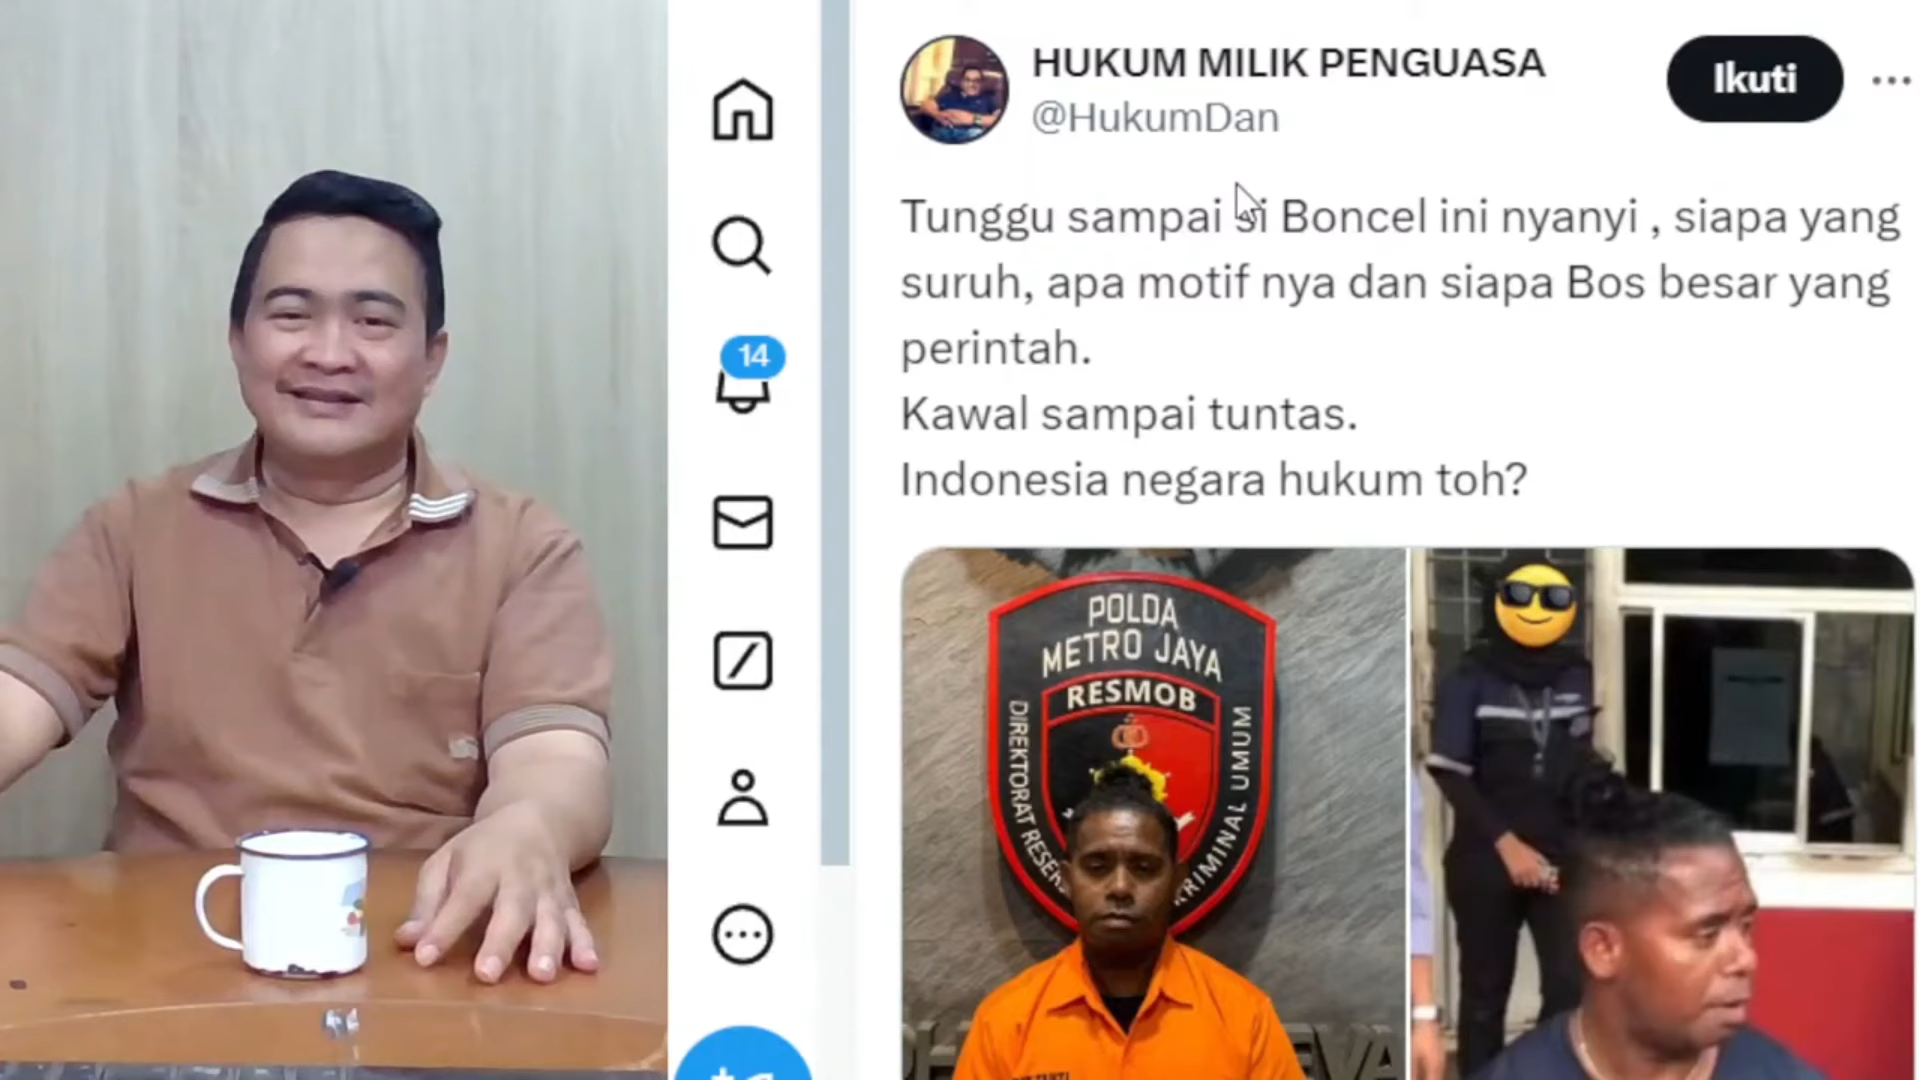 HUKUM MILIK PENGUASA
@HukumDan
Ikuti
14
Tunggu sampai si Boncel ini nyanyi , siapa yang
suruh, apa motif nya dan siapa Bos besar yang
perintah.
Kawal sampai tuntas.
Indonesia negara hukum toh?
POLDA
METRO JAYA
RESMOB
DIREKTORAT RESER
KRIMINAL UMUM